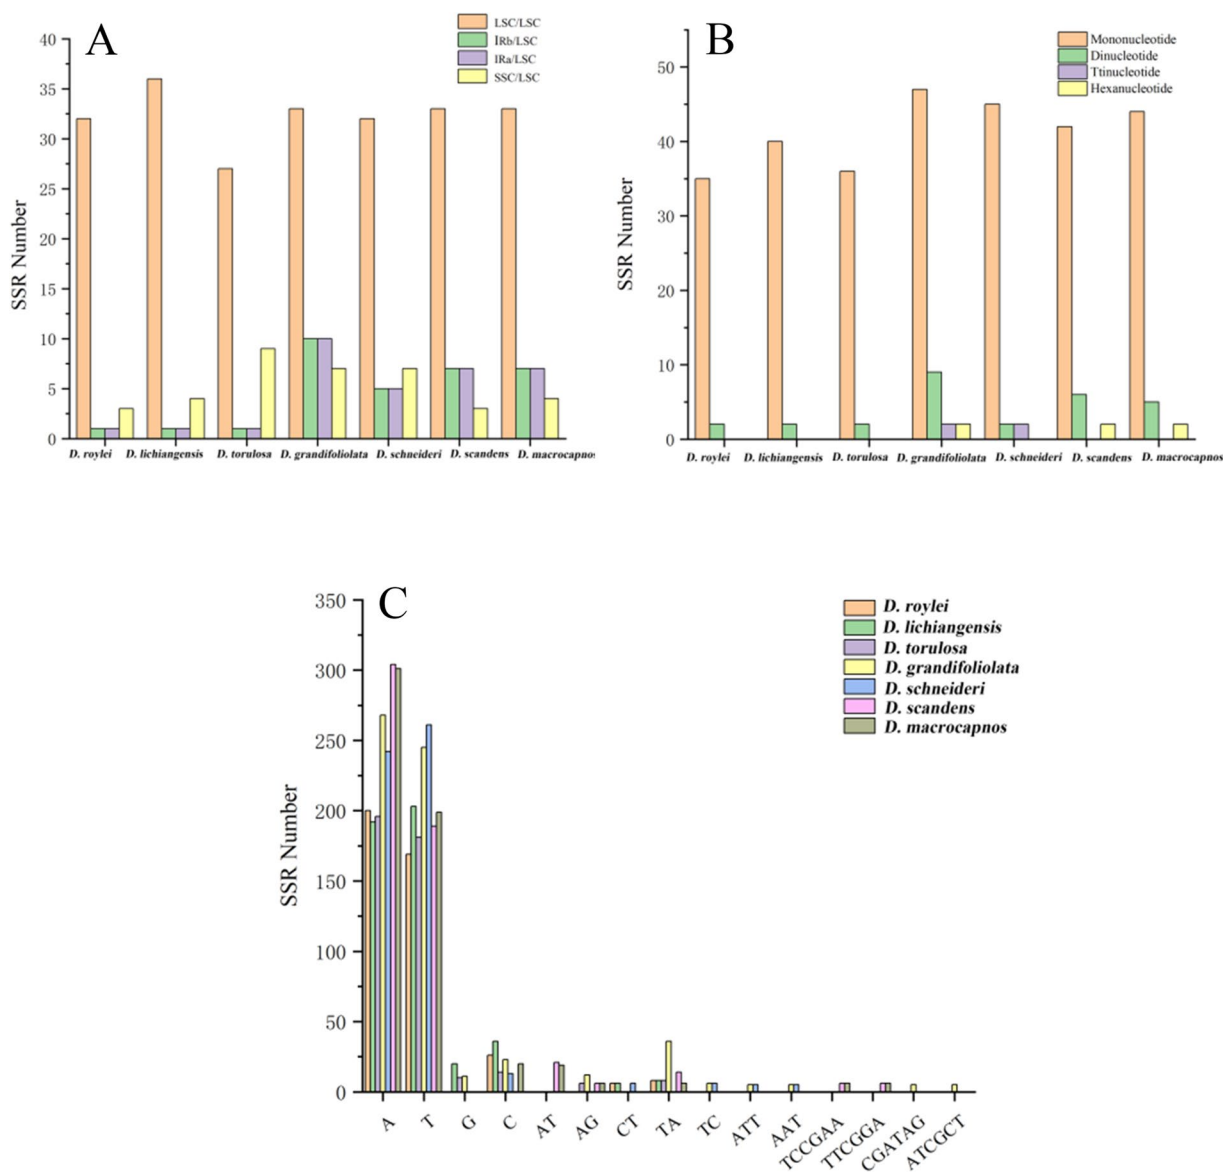 A
LSC/LSC
IRb/LSC
IRa/LSC
SSC/LSC
SSR Number
40
35
30
25
20
15
10
5
0
D. roylei D. lichiangensis D. torulosa D. grandifoliolata D. schneideri D. scandens D. macrocapnos
B
Mononucleotide
Dinucleotide
Ttinucleotide
Hexanucleotide
SSR Number
50
40
30
20
10
0
D. roylei D. lichiangensis D. torulosa D. grandifoliolata D. schneideri D. scandens D. macrocapnos
C
D. roylei
D. lichiangensis
D. torulosa
D. grandifoliolata
D. schneideri
D. scandens
D. macrocapnos
SSR Number
350
300
250
200
150
100
50
0
A T G C AT AG CT TA TC ATT AAT TCCGAA TTCGGA CGATAG ATCGCT